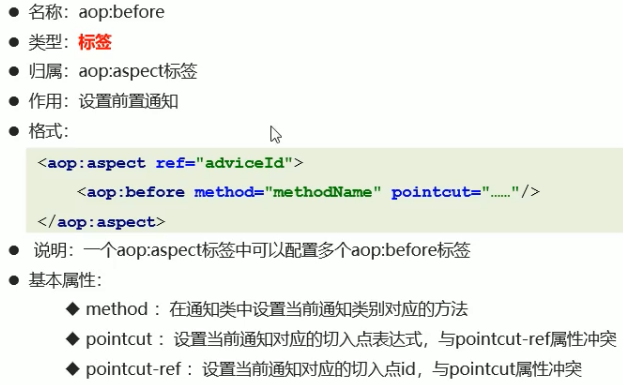 ● 名称：aop:before
● 类型：标签
● 归属：aop:aspect标签
● 作用：设置前置通知
● 格式：
<aop:aspect ref="adviceId">
<aop:before method="methodName" pointcut="……"/>
</aop:aspect>
● 说明：一个aop:aspect标签中可以配置多个aop:before标签
● 基本属性：
◆ method ：在通知类中设置当前通知类别对应的方法
◆ pointcut ：设置当前通知对应的切入点表达式，与pointcut-ref属性冲突
◆ pointcut-ref ：设置当前通知对应的切入点id，与pointcut属性冲突